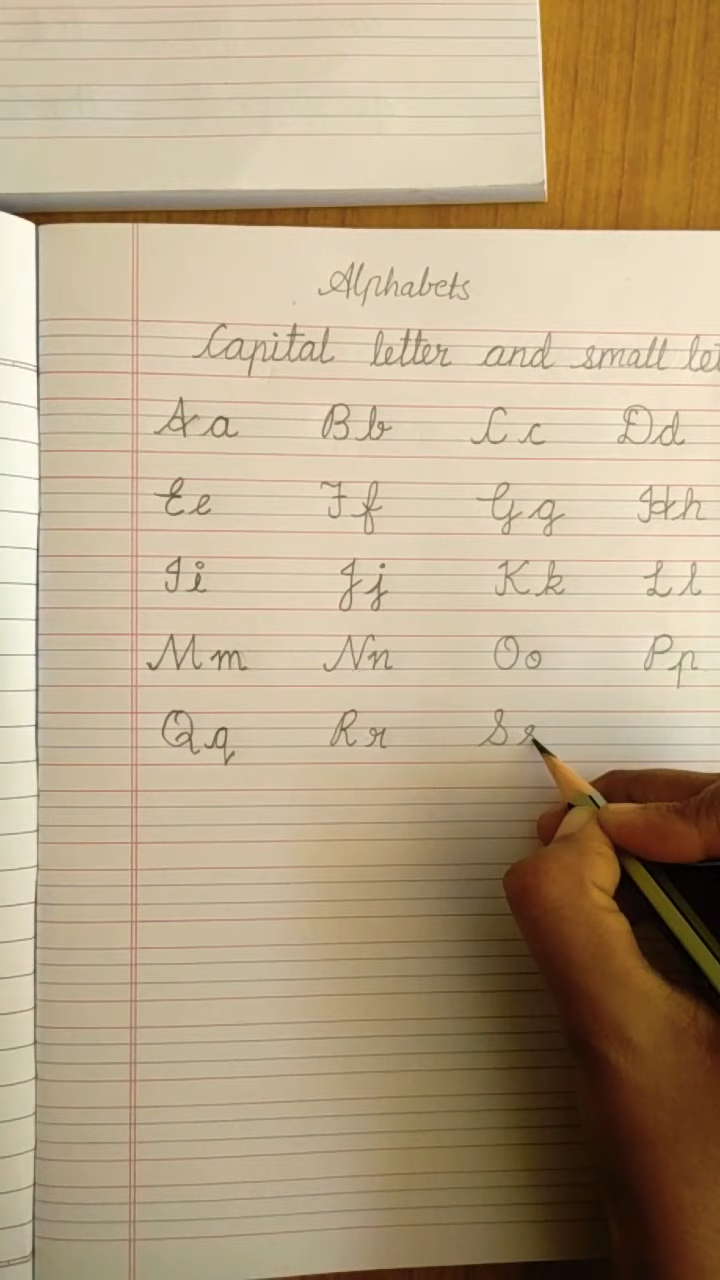 Alphabets
Capital letter and small let
Aa Bb Cc Dd
Ee Ff Gg Hh
Ii Jj Kk Ll
Mm Nn Oo Pp
Qq Rr Ss